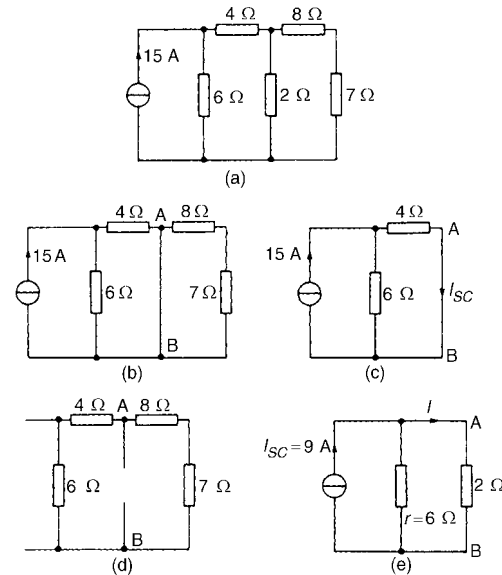 4 Ω 8 Ω
15 A
6 Ω 2 Ω 7 Ω
(a)
4 Ω A 8 Ω
15 A
6 Ω 7 Ω
B
(b)
4 Ω
A
15 A
6 Ω
I_SC
B
(c)
4 Ω A 8 Ω
6 Ω 7 Ω
B
(d)
I A
I_SC = 9 A
2 Ω
r = 6 Ω
B
(e)